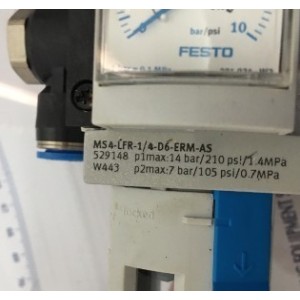 10
bar/psi
FESTO
MS4-LFR-1/4-D6-ERM-AS
529148 p1max:14 bar/210 psi/1.4MPa
W443 p2max:7 bar/105 psi/0.7MPa